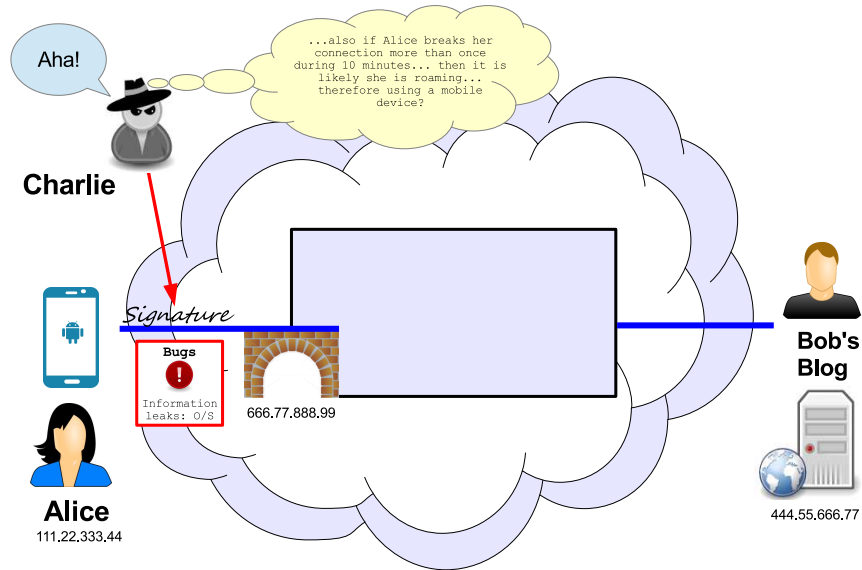 Aha!
...also if Alice breaks her
connection more than once
during 10 minutes... then it is
likely she is roaming...
therefore using a mobile
device?
Charlie
Signature
Bugs
!
Information
leaks: O/S
666.77.888.99
Alice
111.22.333.44
Bob's
Blog
444.55.666.77